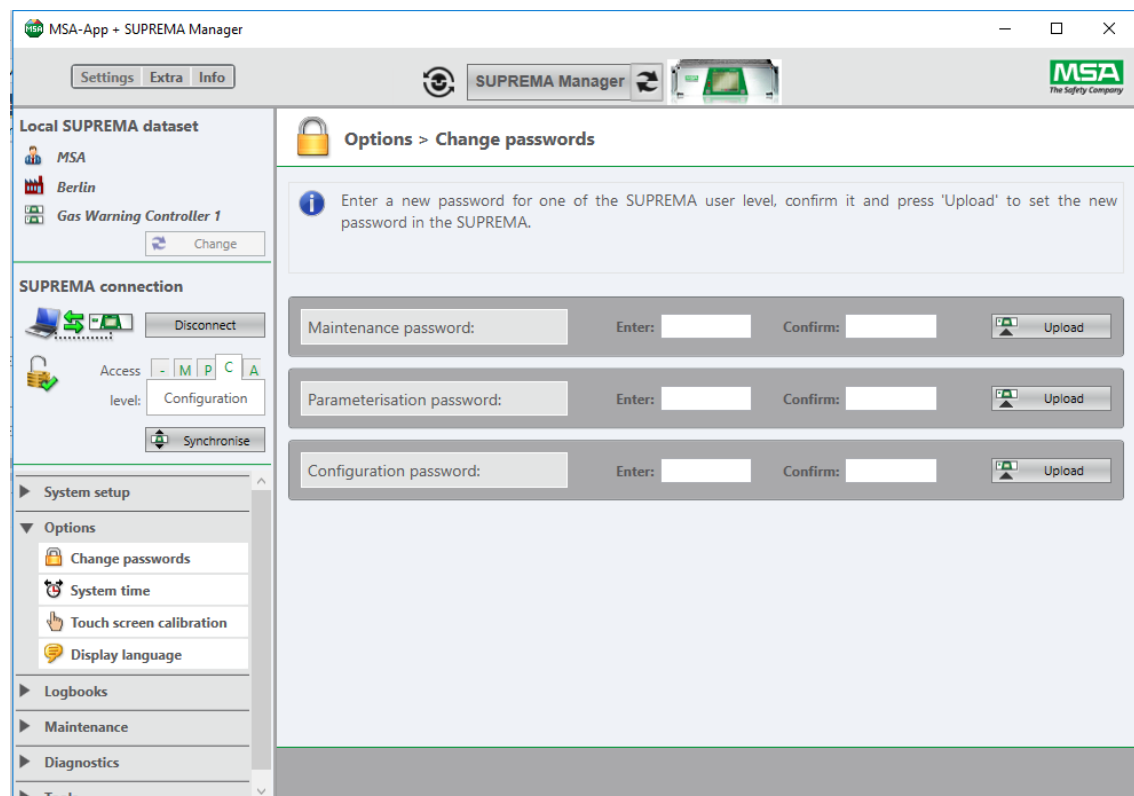 MSA-App + SUPREMA Manager
Settings Extra Info
SUPREMA Manager
MSA
The Safety Company
Local SUPREMA dataset
MSA
Berlin
Gas Warning Controller 1
Change
SUPREMA connection
Disconnect
Access - M P C A
level: Configuration
Synchronise
System setup
Options
Change passwords
System time
Touch screen calibration
Display language
Logbooks
Maintenance
Diagnostics
Options > Change passwords
Enter a new password for one of the SUPREMA user level, confirm it and press 'Upload' to set the new
password in the SUPREMA.
Maintenance password: Enter: Confirm: Upload
Parameterisation password: Enter: Confirm: Upload
Configuration password: Enter: Confirm: Upload